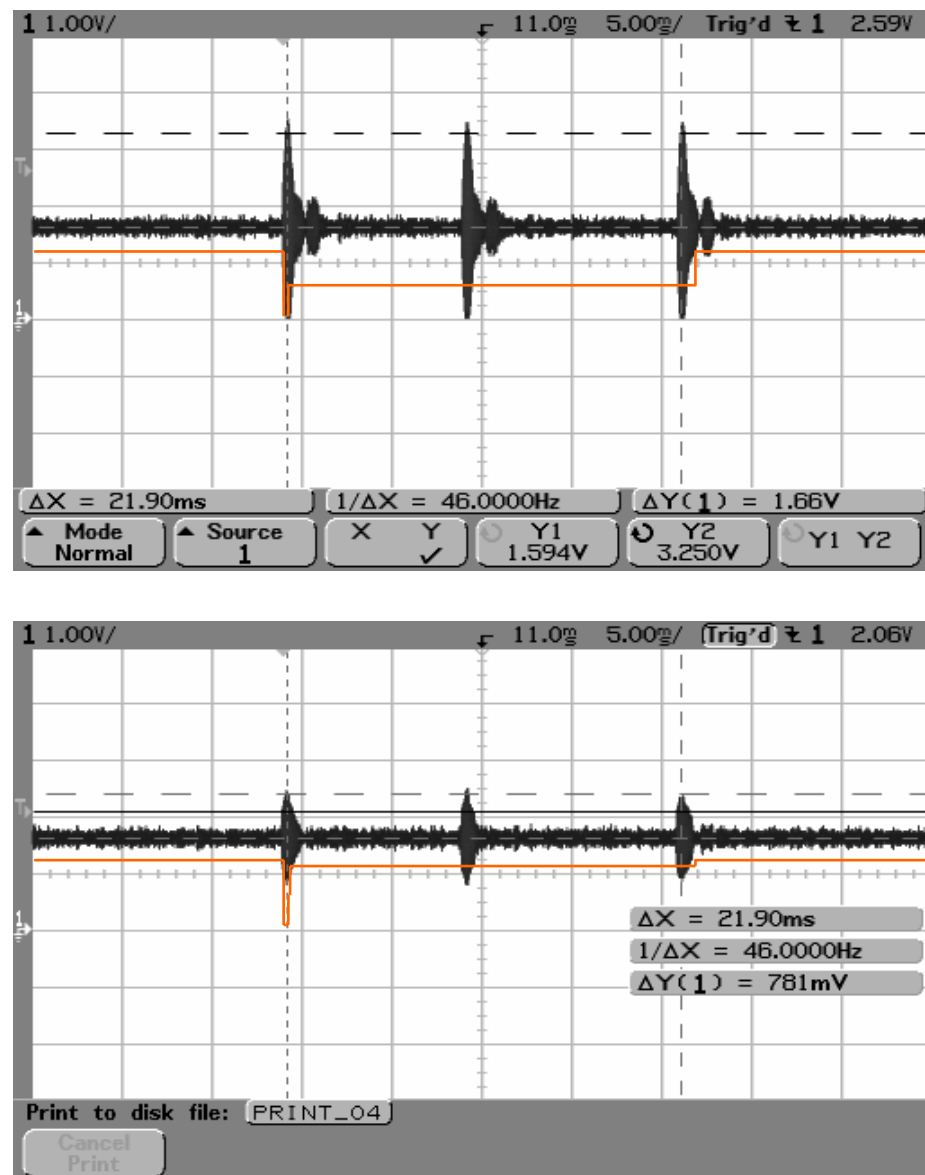 1 1.00V/ 11.0ms 5.00ms/ Trig'd 1 2.59V
T
1
ΔX = 21.90ms 1/ΔX = 46.0000Hz ΔY(1) = 1.66V
Mode Source X Y Y1 Y2 Y1 Y2
Normal 1 ✓ 1.594V 3.250V
1 1.00V/ 11.0ms 5.00ms/ Trig'd 1 2.06V
T
1
ΔX = 21.90ms
1/ΔX = 46.0000Hz
ΔY(1) = 781mV
Print to disk file: PRINT_04
Cancel
Print